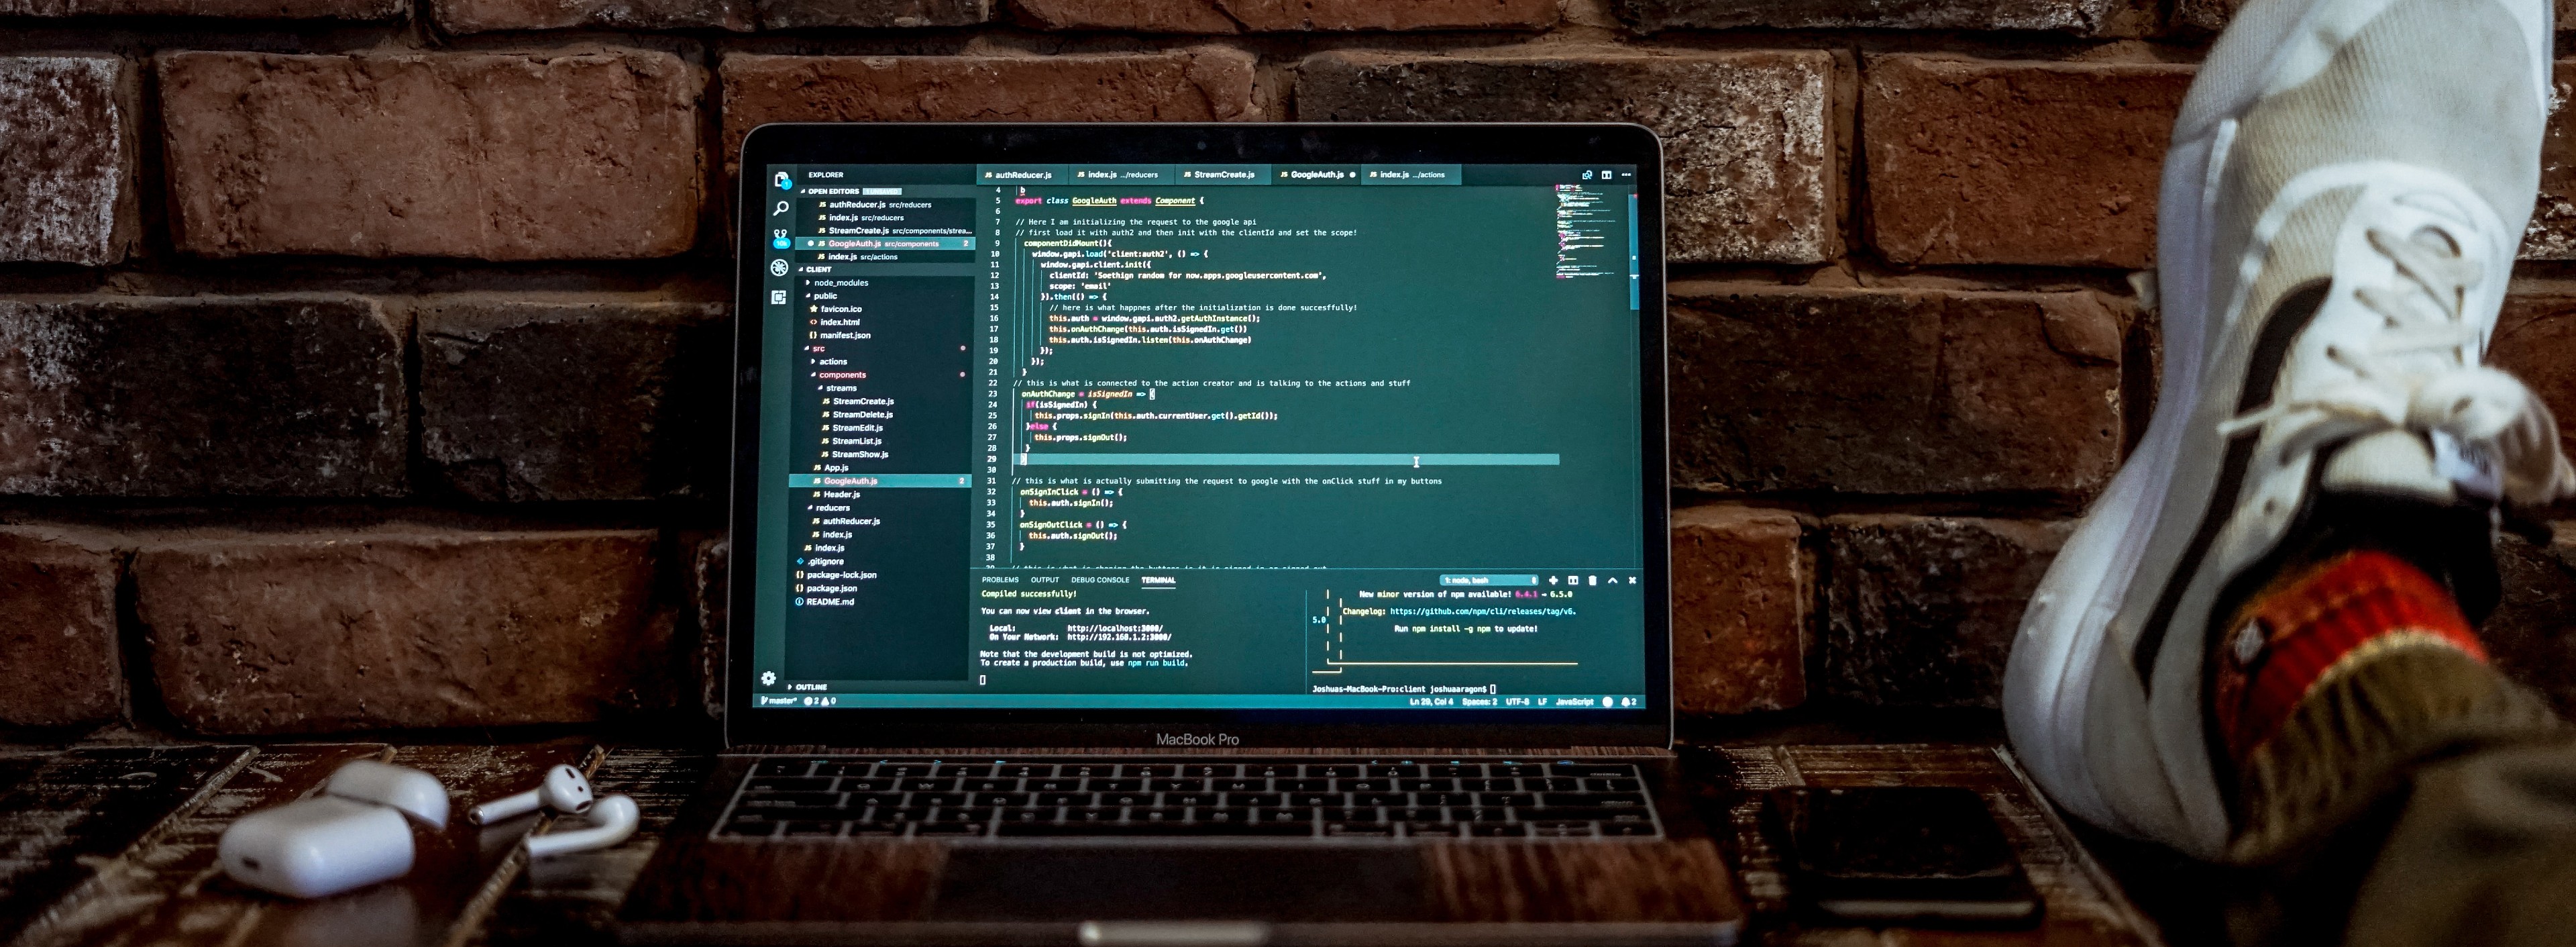 EXPLORER
OPEN EDITORS 1 UNSAVED
authReducer.js src/reducers
index.js src/reducers
StreamCreate.js src/components/strea...
GoogleAuth.js src/components 2
index.js src/actions
CLIENT
node_modules
public
favicon.ico
index.html
manifest.json
src
actions
components
streams
StreamCreate.js
StreamDelete.js
StreamEdit.js
StreamList.js
StreamShow.js
App.js
GoogleAuth.js 2
Header.js
reducers
authReducer.js
index.js
index.js
.gitignore
package-lock.json
package.json
README.md
OUTLINE
authReducer.js index.js .../reducers StreamCreate.js GoogleAuth.js index.js .../actions
4 b
5 export class GoogleAuth extends Component {
6
7 // Here I am initializing the request to the google api
8 // first load it with auth2 and then init with the clientId and set the scope!
9 componentDidMount(){
10 window.gapi.load('client:auth2', () => {
11 window.gapi.client.init({
12 clientId: 'Soethign random for now.apps.googleusercontent.com',
13 scope: 'email'
14 }).then(() => {
15 // here is what happnes after the initialization is done succesffully!
16 this.auth = window.gapi.auth2.getAuthInstance();
17 this.onAuthChange(this.auth.isSignedIn.get())
18 this.auth.isSignedIn.listen(this.onAuthChange)
19 });
20 });
21 }
22 // this is what is connected to the action creator and is talking to the actions and stuff
23 onAuthChange = isSignedIn => {
24 if(isSignedIn) {
25 this.props.signIn(this.auth.currentUser.get().getId());
26 }else {
27 this.props.signOut();
28 }
29 }
30
31 // this is what is actually submitting the request to google with the onClick stuff in my buttons
32 onSignInClick = () => {
33 this.auth.signIn();
34 }
35 onSignOutClick = () => {
36 this.auth.signOut();
37 }
38
PROBLEMS OUTPUT DEBUG CONSOLE TERMINAL 1: node, bash
Compiled successfully!
You can now view client in the browser.
Local: http://localhost:3000/
On Your Network: http://192.168.1.2:3000/
Note that the development build is not optimized.
To create a production build, use npm run build.
New minor version of npm available! 6.4.1 → 6.5.0
Changelog: https://github.com/npm/cli/releases/tag/v6.
5.0
Run npm install -g npm to update!
Joshuas-MacBook-Pro:client joshuaaragon$
master* 2 0 Ln 29, Col 4 Spaces: 2 UTF-8 LF JavaScript 2
MacBook Pro